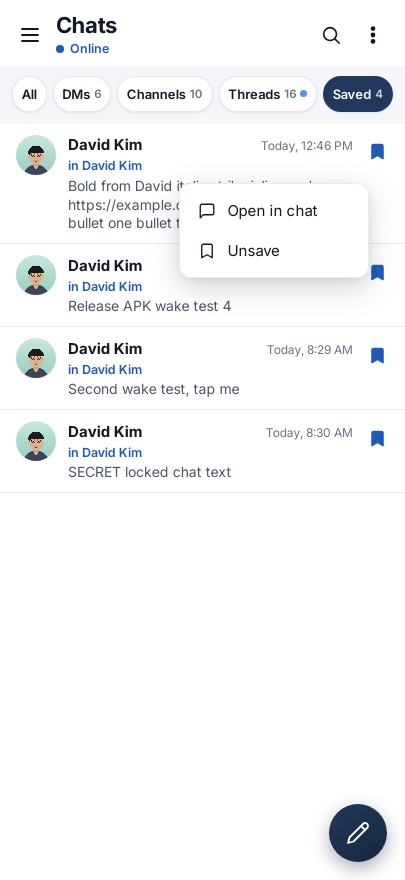 Chats
Online
All
DMs 6
Channels 10
Threads 16
Saved 4
David Kim
Today, 12:46 PM
in David Kim
Bold from David
https://example.c
bullet one bullet
Open in chat
Unsave
David Kim
in David Kim
Release APK wake test 4
David Kim
Today, 8:29 AM
in David Kim
Second wake test, tap me
David Kim
Today, 8:30 AM
in David Kim
SECRET locked chat text